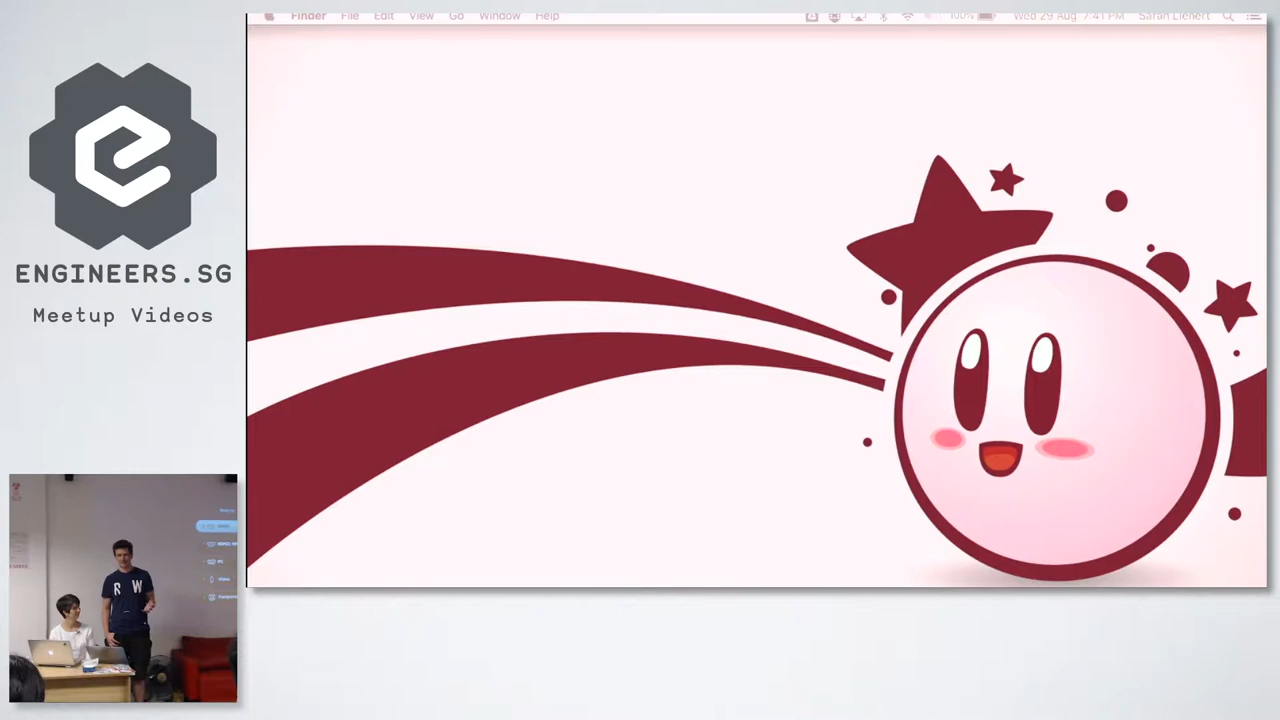 Finder File Edit View Go Window Help 100% Wed 29 Aug 7:41 PM Sarah Lienert
ENGINEERS.SG
Meetup Videos
R W